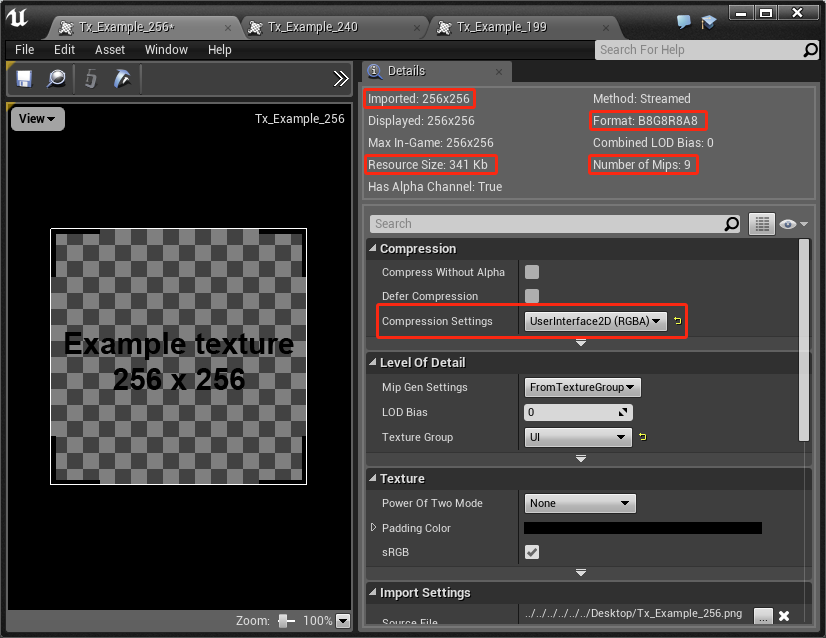 Tx_Example_256*
Tx_Example_240
Tx_Example_199
File Edit Asset Window Help
Search For Help
View
Tx_Example_256
Example texture
256 x 256
Zoom: 100%
Details
Imported: 256x256
Method: Streamed
Displayed: 256x256
Format: B8G8R8A8
Max In-Game: 256x256
Combined LOD Bias: 0
Resource Size: 341 Kb
Number of Mips: 9
Has Alpha Channel: True
Search
Compression
Compress Without Alpha
Defer Compression
Compression Settings UserInterface2D (RGBA)
Level Of Detail
Mip Gen Settings FromTextureGroup
LOD Bias 0
Texture Group UI
Texture
Power Of Two Mode None
Padding Color
sRGB
Import Settings
Source File ../../../../../../Desktop/Tx_Example_256.png ...